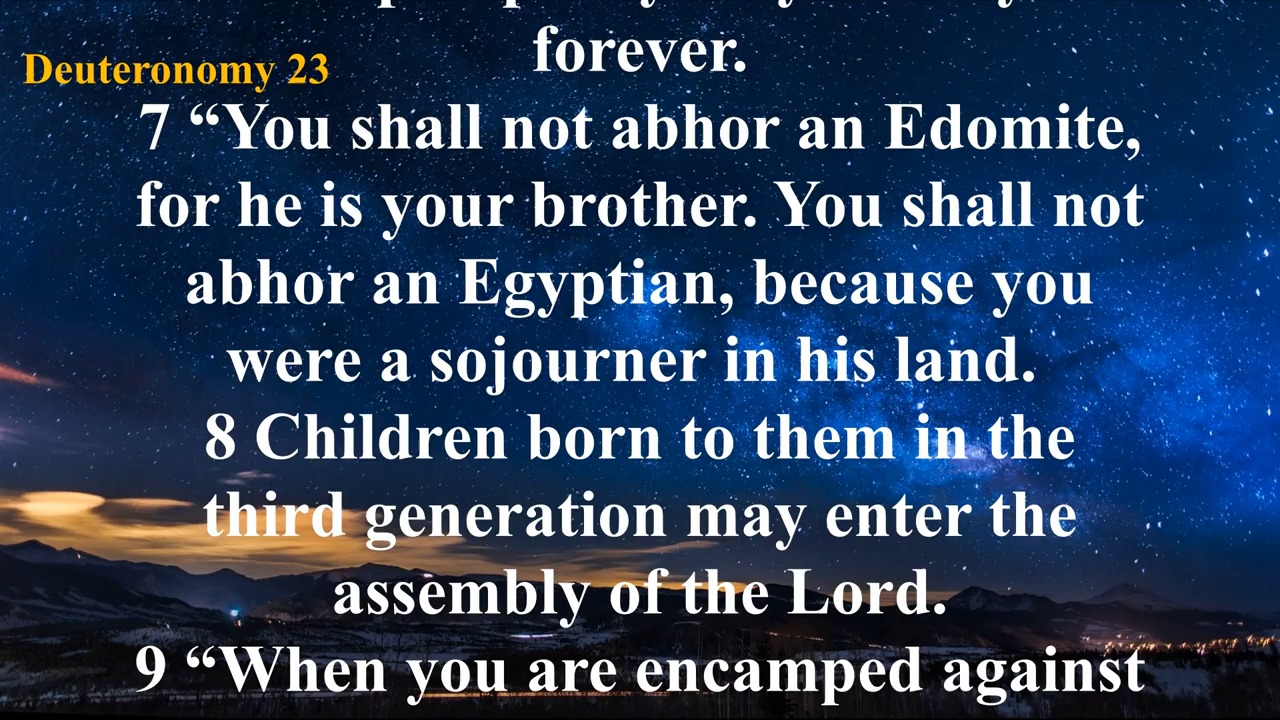 forever.
Deuteronomy 23
7 “You shall not abhor an Edomite,
for he is your brother. You shall not
abhor an Egyptian, because you
were a sojourner in his land.
8 Children born to them in the
third generation may enter the
assembly of the Lord.
9 “When you are encamped against